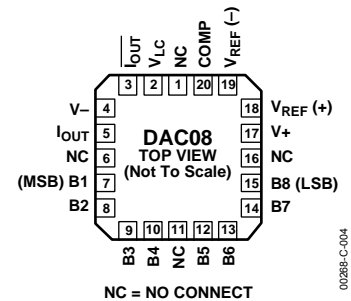 I̅O̅U̅T̅
VLC
NC
COMP
VREF (–)
3 2 1 20 19
V– 4
IOUT 5
NC 6
(MSB) B1 7
B2 8
18 VREF (+)
17 V+
16 NC
15 B8 (LSB)
14 B7
DAC08
TOP VIEW
(Not To Scale)
9 10 11 12 13
B3
B4
NC
B5
B6
NC = NO CONNECT
00268-C-004